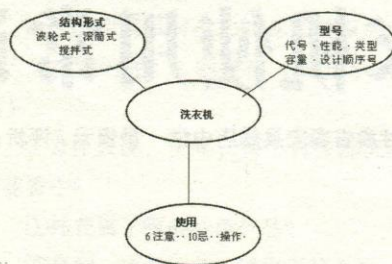 结构形式
波轮式·滚筒式
搅拌式
型号
代号·性能·类型
容量·设计顺序号
洗衣机
使用
6注意··10忌··操作·